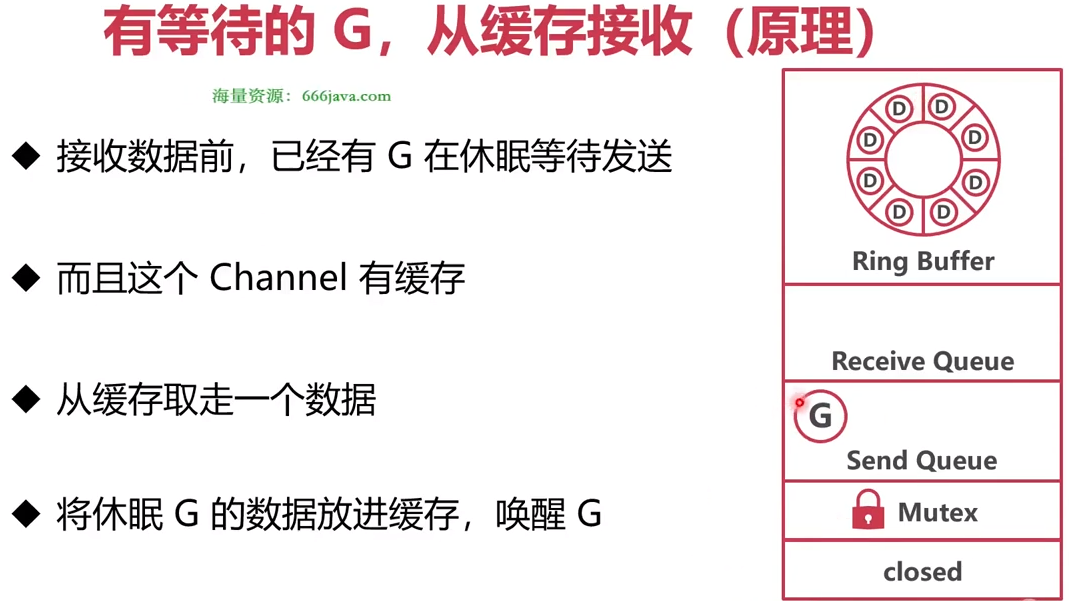 有等待的 G，从缓存接收（原理）
海量资源：666java.com
◆ 接收数据前，已经有 G 在休眠等待发送
◆ 而且这个 Channel 有缓存
◆ 从缓存取走一个数据
◆ 将休眠 G 的数据放进缓存，唤醒 G
D D
D D
D D
D D
Ring Buffer
Receive Queue
G
Send Queue
Mutex
closed